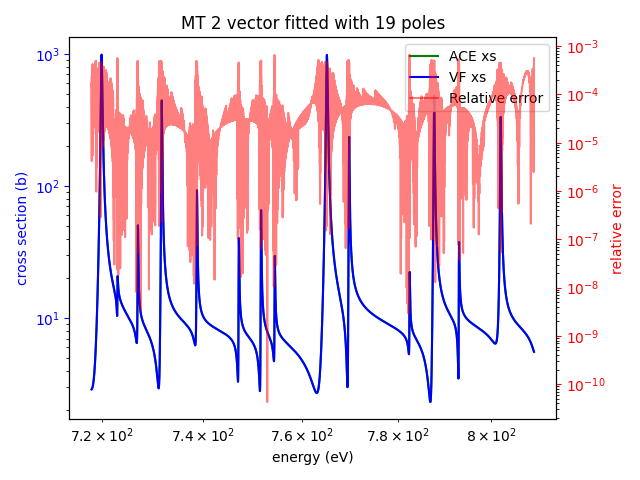 MT 2 vector fitted with 19 poles
ACE xs
VF xs
Relative error
cross section (b)
10³
10²
10¹
10⁻³
10⁻⁴
10⁻⁵
10⁻⁶
10⁻⁷
10⁻⁸
10⁻⁹
10⁻¹⁰
relative error
7.2 × 10² 7.4 × 10² 7.6 × 10² 7.8 × 10² 8 × 10²
energy (eV)